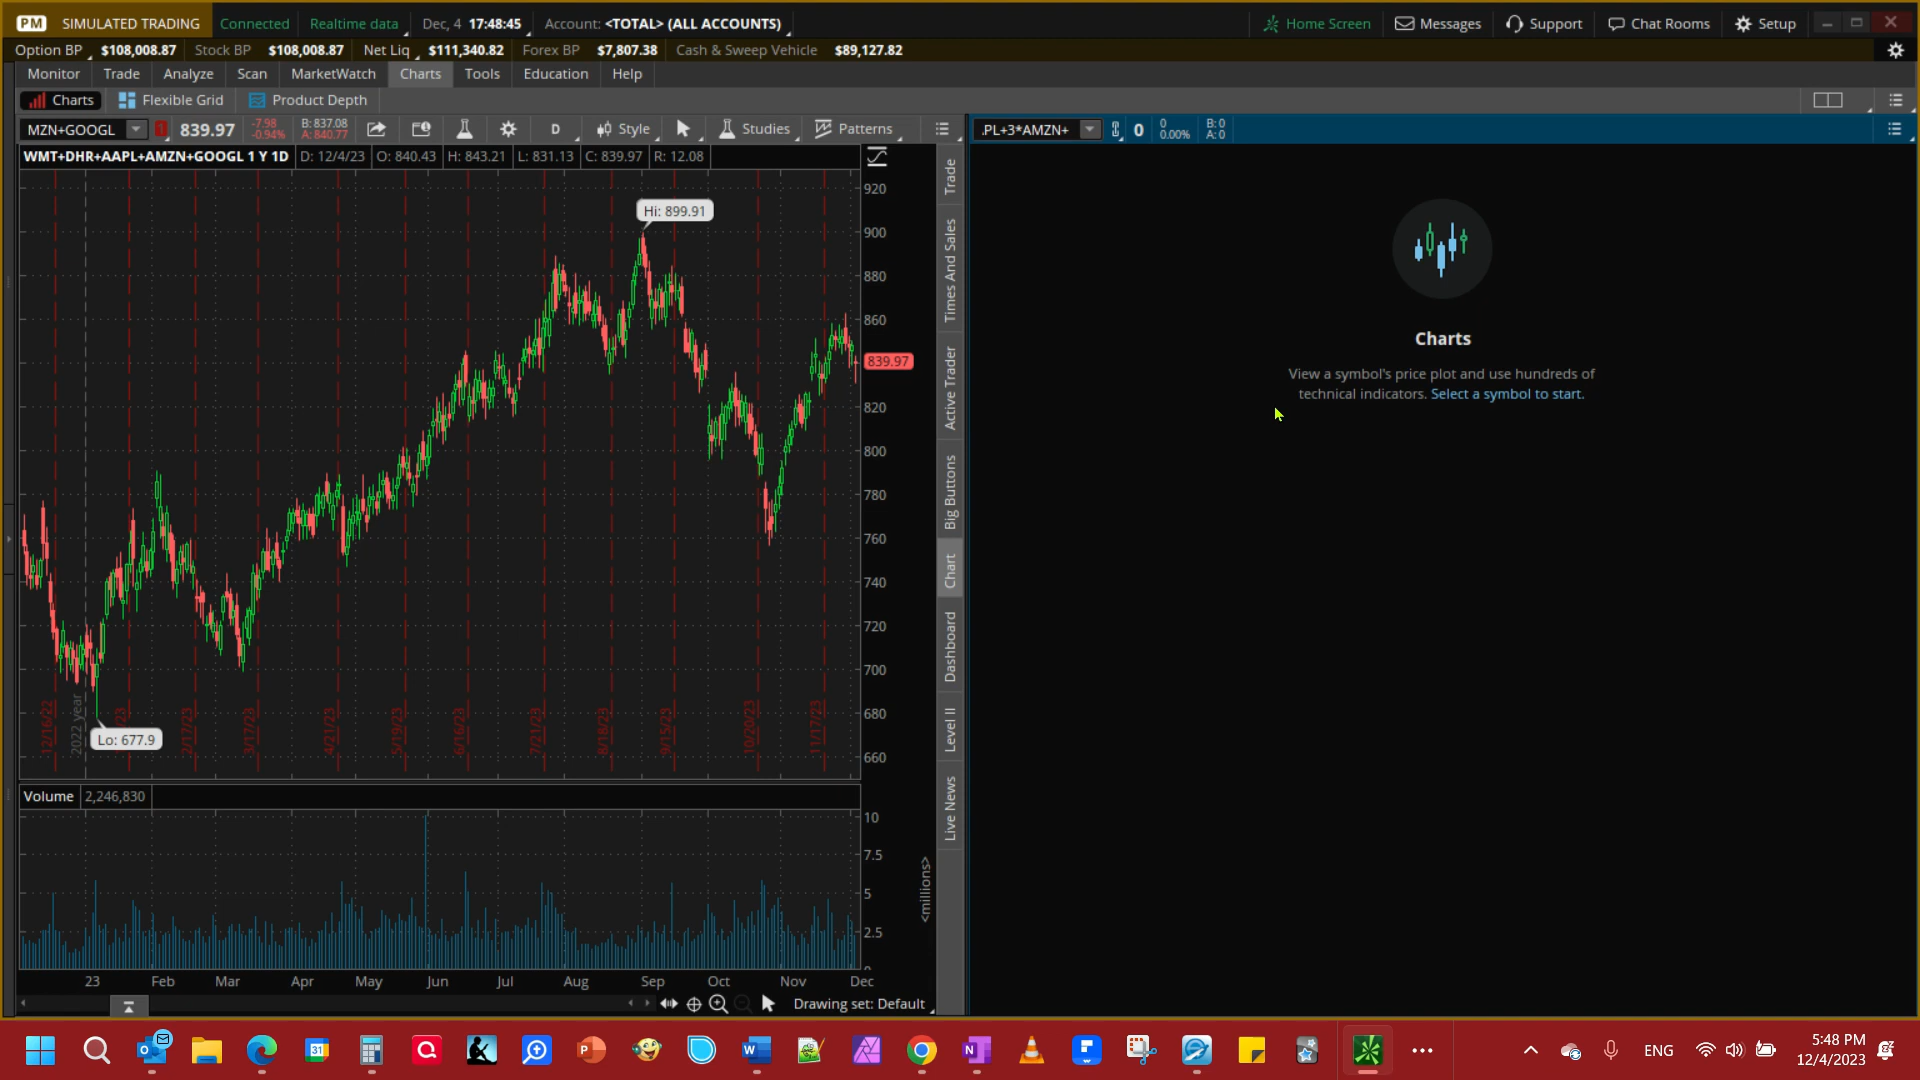 PM SIMULATED TRADING Connected Realtime data Dec, 4 17:48:45 Account: <TOTAL> (ALL ACCOUNTS) Home Screen Messages Support Chat Rooms Setup
Option BP $108,008.87 Stock BP $108,008.87 Net Liq $111,340.82 Forex BP $7,807.38 Cash & Sweep Vehicle $89,127.82
Monitor Trade Analyze Scan MarketWatch Charts Tools Education Help
Charts Flexible Grid Product Depth
MZN+GOOGL 1 839.97 -7.98 -0.94% B: 837.08 A: 840.77 D Style Studies Patterns
WMT+DHR+AAPL+AMZN+GOOGL 1 Y 1D D: 12/4/23 O: 840.43 H: 843.21 L: 831.13 C: 839.97 R: 12.08
Hi: 899.91
Lo: 677.9
920
900
880
860
839.97
820
800
780
760
740
720
700
680
660
12/16/22 2022 year 2/17/23 3/17/23 4/21/23 5/19/23 6/16/23 7/21/23 8/18/23 9/15/23 10/20/23 11/17/23
Volume 2,246,830
10
7.5
5
2.5
<millions>
23 Feb Mar Apr May Jun Jul Aug Sep Oct Nov Dec
Drawing set: Default
Trade
Times And Sales
Active Trader
Big Buttons
Chart
Dashboard
Level II
Live News
.PL+3*AMZN+ 0 0 0.00% B: 0 A: 0
Charts
View a symbol's price plot and use hundreds of
technical indicators. Select a symbol to start.
31
ENG
5:48 PM
12/4/2023